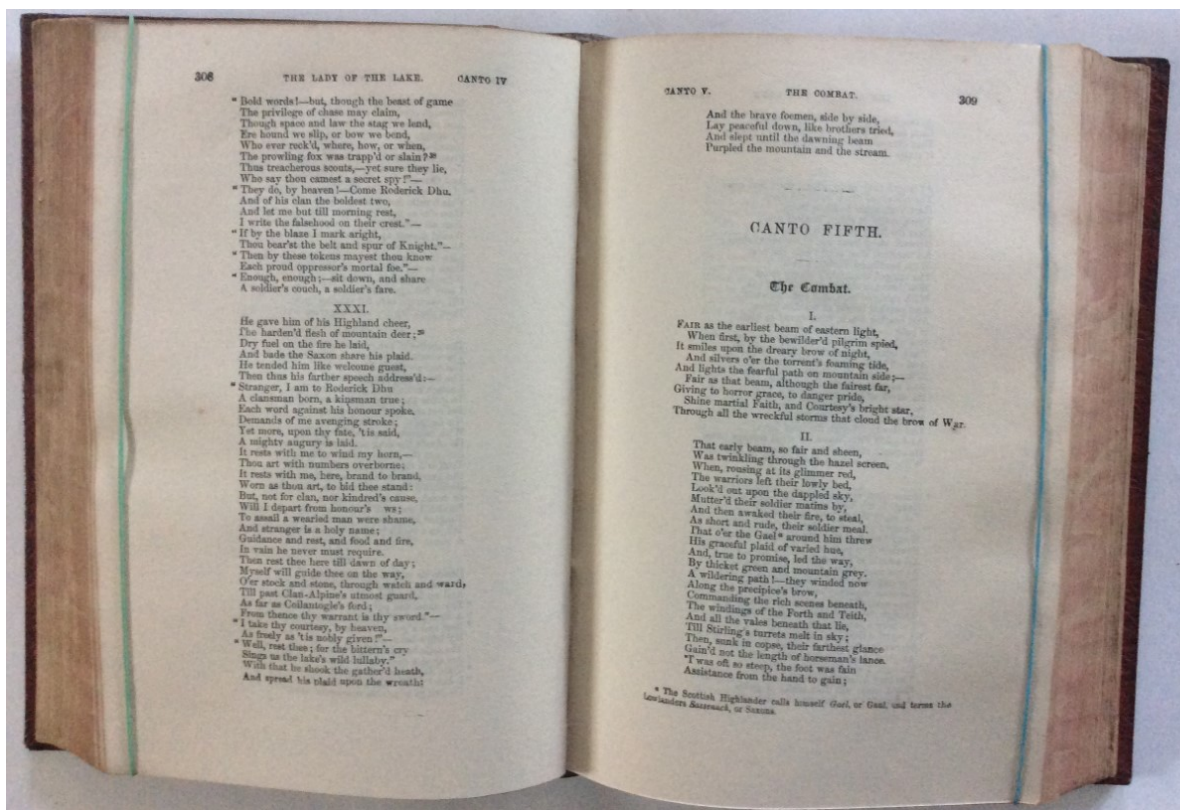 308 THE LADY OF THE LAKE. CANTO IV
"Bold words!—but, though the beast of game
The privilege of chase may claim,
Though space and law the stag we lend,
Ere hound we slip, or bow we bend,
Who ever reck'd, where, how, or when,
The prowling fox was trapp'd or slain?
Thus treacherous scouts,—yet sure they lie,
Who say thou camest a secret spy!"—
"They do, by heaven!—Come Roderick Dhu,
And of his clan the boldest two,
And let me but till morning rest,
I write the falsehood on their crest."—
"If by the blaze I mark aright,
Thou bear'st the belt and spur of Knight."—
"Then by these tokens mayest thou know
Each proud oppressor's mortal foe."—
"Enough, enough;—sit down, and share
A soldier's couch, a soldier's fare.
XXXI.
He gave him of his Highland cheer,
The harden'd flesh of mountain deer;
Dry fuel on the fire he laid,
And bade the Saxon share his plaid.
He tended him like welcome guest,
Then thus his farther speech address'd:—
"Stranger, I am to Roderick Dhu
A clansman born, a kinsman true;
Each word against his honour spoke,
Demands of me avenging stroke;
Yet more, upon thy fate, 'tis said,
A mighty augury is laid.
It rests with me to wind my horn,—
Thou art with numbers overborne;
It rests with me, here, brand to brand,
Worn as thou art, to bid thee stand:
But, not for clan, nor kindred's cause,
Will I depart from honour's ws;
To assail a wearied man were shame,
And stranger is a holy name;
Guidance and rest, and food and fire,
In vain he never must require.
Then rest thee here till dawn of day;
Myself will guide thee on the way,
O'er stock and stone, through watch and ward,
Till past Clan-Alpine's utmost guard,
As far as Coilantogle's ford;
From thence thy warrant is thy sword."—
"I take thy courtesy, by heaven,
As freely as 'tis nobly given!"—
"Well, rest thee; for the bittern's cry
Sings us the lake's wild lullaby."
With that he shook the gather'd heath,
And spread his plaid upon the wreath;
CANTO V. THE COMBAT. 309
And the brave foemen, side by side,
Lay peaceful down, like brothers tried,
And slept until the dawning beam
Purpled the mountain and the stream.
CANTO FIFTH.
The Combat.
I.
FAIR as the earliest beam of eastern light,
When first, by the bewilder'd pilgrim spied,
It smiles upon the dreary brow of night,
And silvers o'er the torrent's foaming tide,
And lights the fearful path on mountain side;—
Fair as that beam, although the fairest far,
Giving to horror grace, to danger pride,
Shine martial Faith, and Courtesy's bright star,
Through all the wreckful storms that cloud the brow of War.
II.
That early beam, so fair and sheen,
Was twinkling through the hazel screen,
When, rousing at its glimmer red,
The warriors left their lowly bed,
Look'd out upon the dappled sky,
Mutter'd their soldier matins by,
And then awaked their fire, to steal,
As short and rude, their soldier meal.
That o'er the Gael* around him threw
His graceful plaid of varied hue,
And, true to promise, led the way,
By thicket green and mountain grey.
A wildering path!—they winded now
Along the precipice's brow,
Commanding the rich scenes beneath,
The windings of the Forth and Teith,
And all the vales beneath that lie,
Till Stirling's turrets melt in sky;
Then, sunk in copse, their farthest glance
Gain'd not the length of horseman's lance.
'T was oft so steep, the foot was fain
Assistance from the hand to gain;
* The Scottish Highlander calls himself Gael, or Gaul, and terms the
Lowlanders Sassenach, or Saxons.